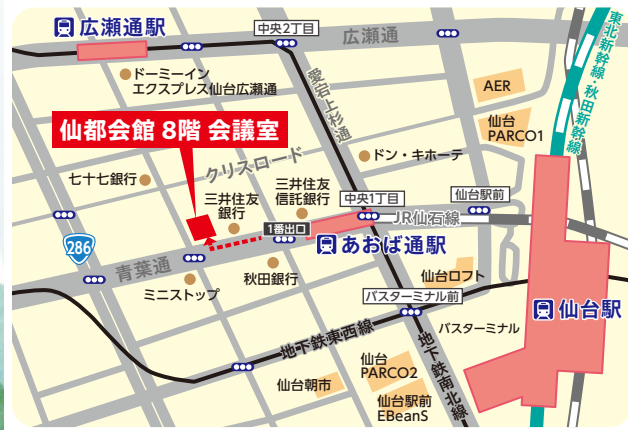 広瀬通駅
中央2丁目
広瀬通
東北新幹線・秋田新幹線
ドーミーイン
エクスプレス仙台広瀬通
愛宕上杉通
AER
仙台
PARCO1
仙都会館 8階 会議室
クリスロード
ドン・キホーテ
七十七銀行
三井住友
銀行
三井住友
信託銀行
中央1丁目
仙台駅前
JR仙石線
1番出口
あおば通駅
286
青葉通
ミニストップ
秋田銀行
仙台ロフト
バスターミナル前
仙台駅
バスターミナル
地下鉄東西線
地下鉄南北線
仙台
PARCO2
仙台朝市
仙台駅前
EBeanS